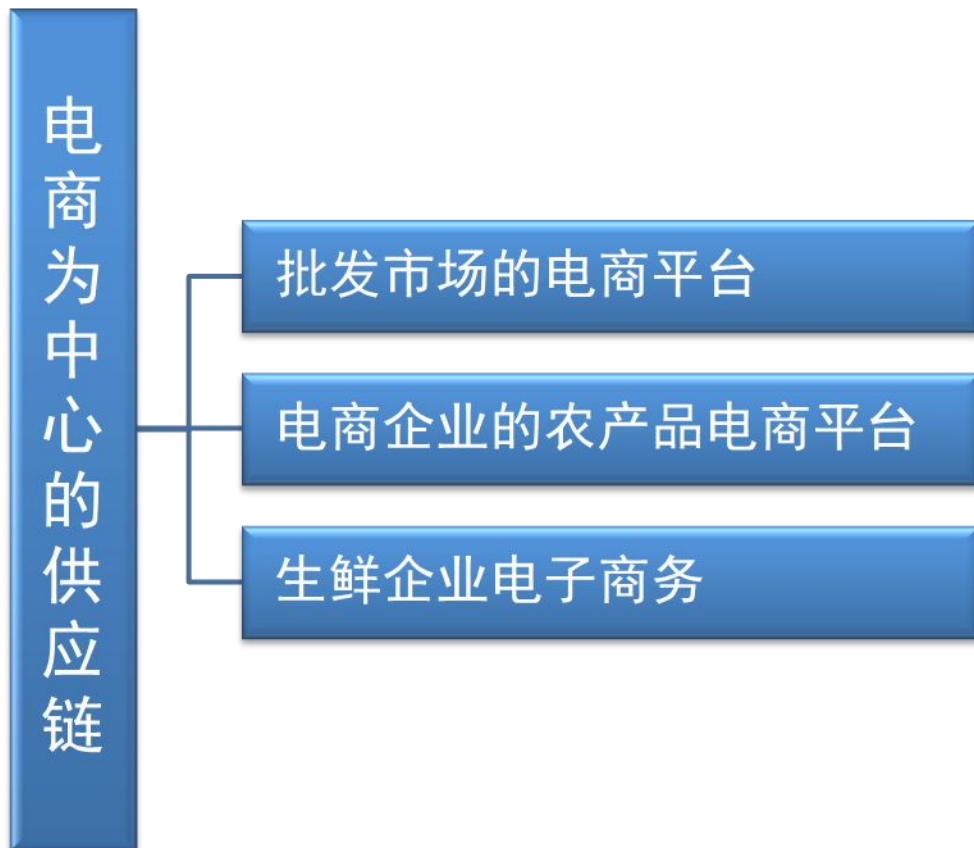 电商为中心的供应链
批发市场的电商平台
电商企业的农产品电商平台
生鲜企业电子商务